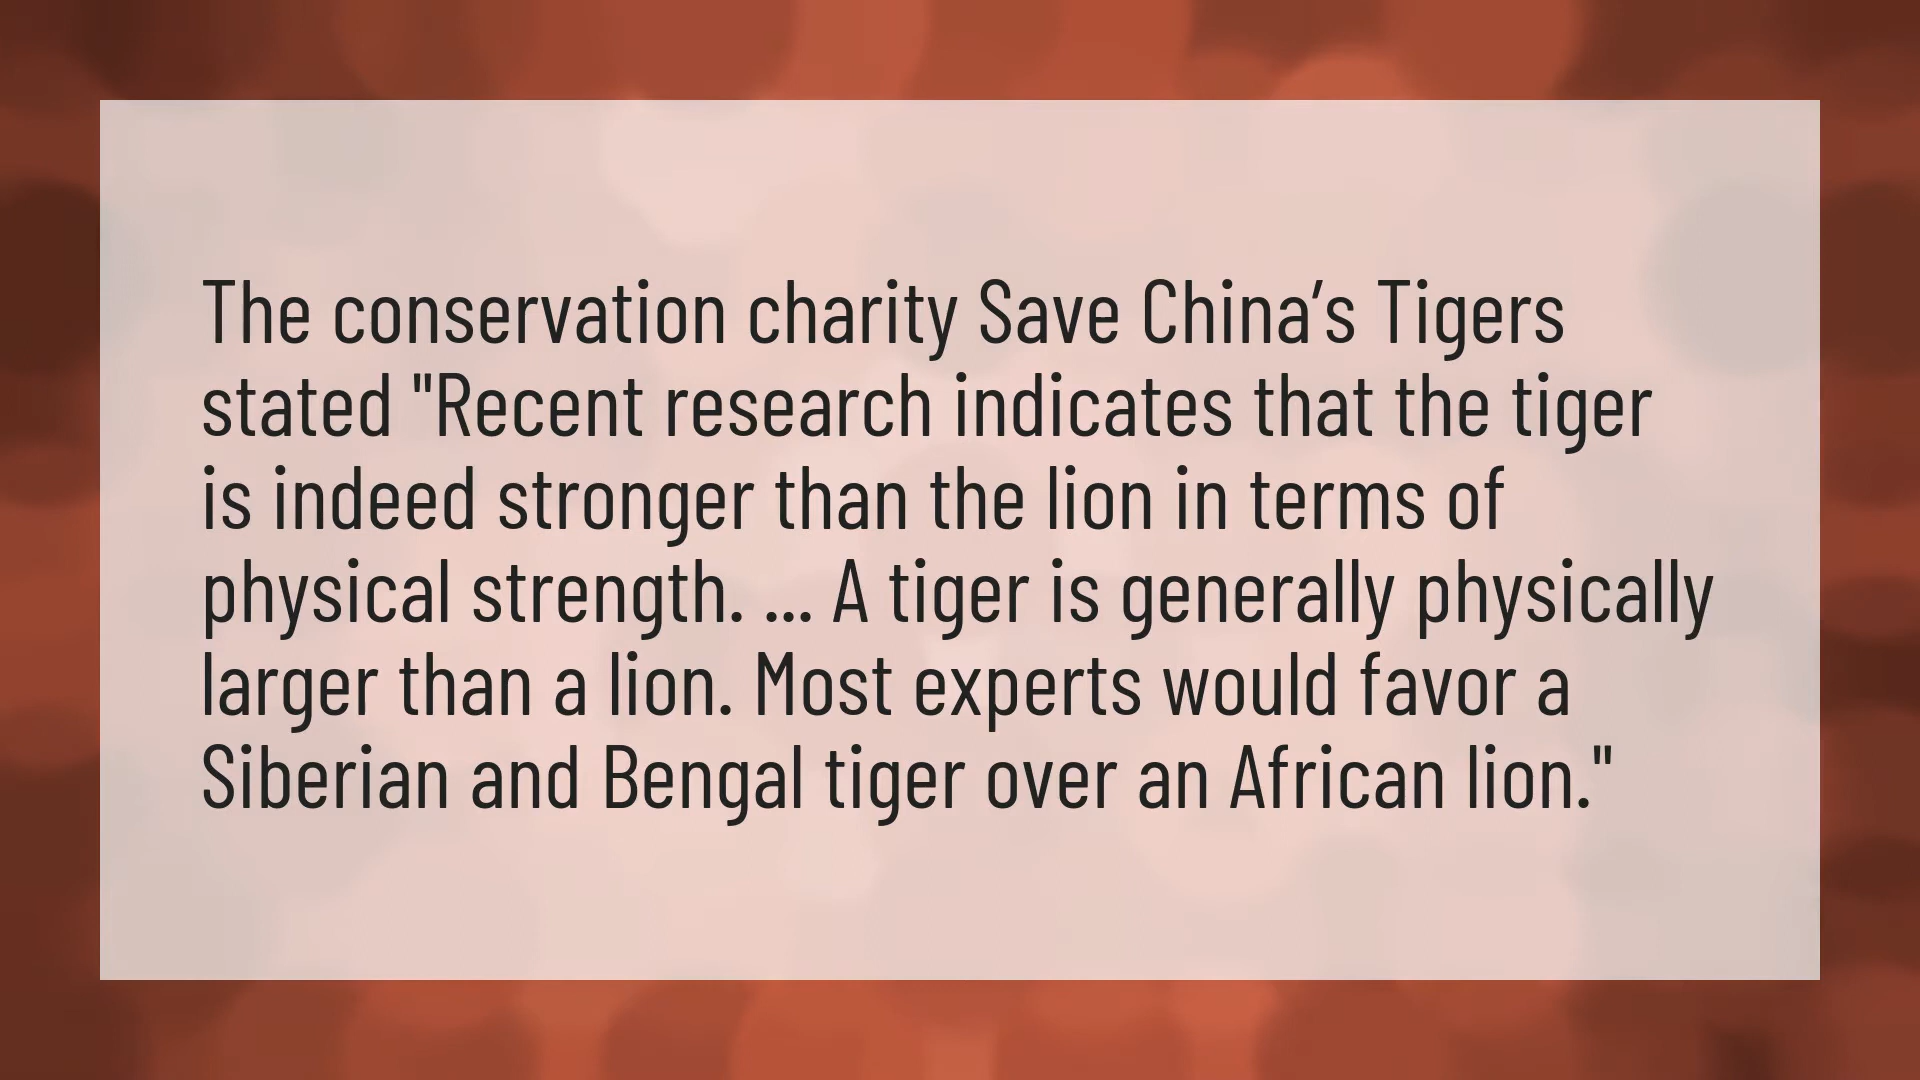 The conservation charity Save China’s Tigers
stated "Recent research indicates that the tiger
is indeed stronger than the lion in terms of
physical strength. ... A tiger is generally physically
larger than a lion. Most experts would favor a
Siberian and Bengal tiger over an African lion."